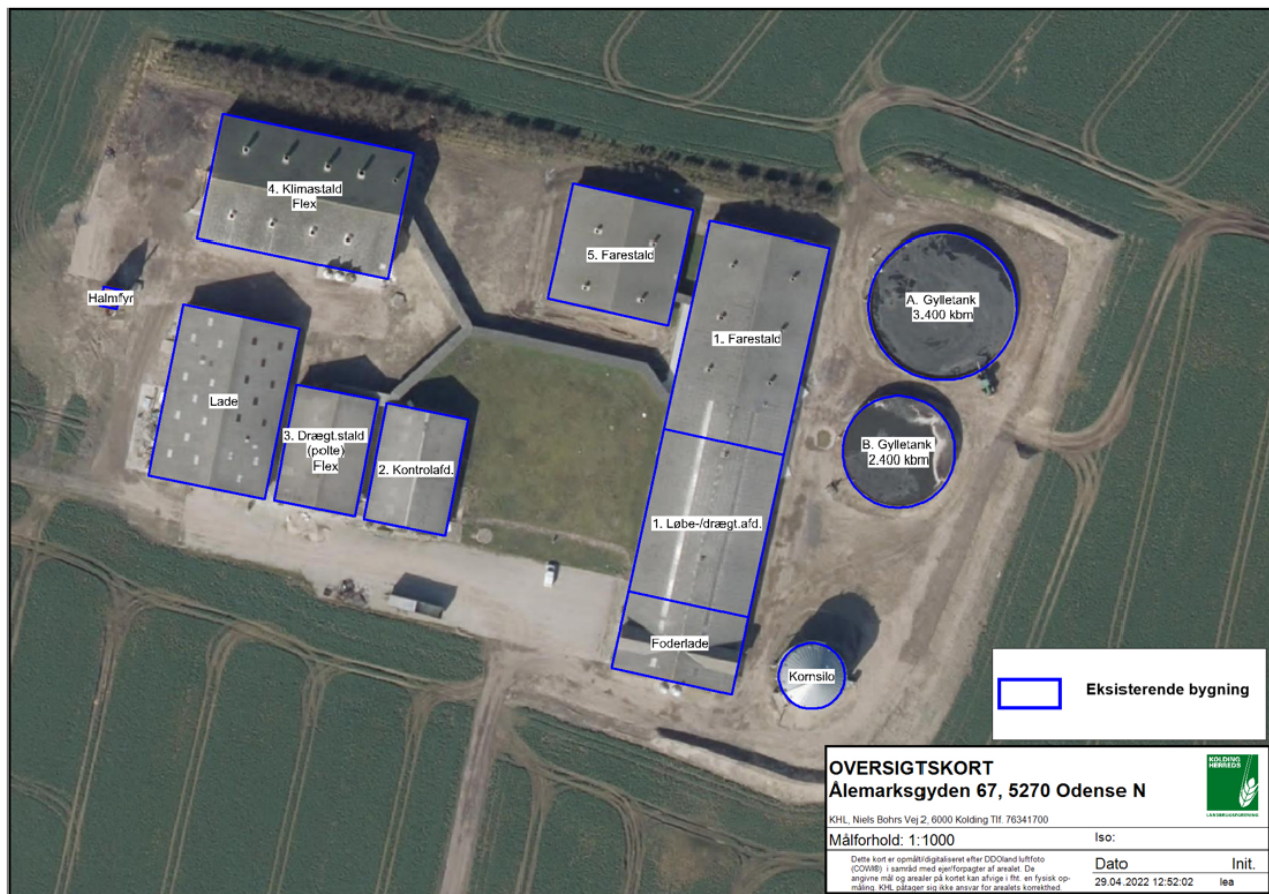 4. Klimastald
Flex
5. Farestald
A. Gylletank
3.400 kbm
Halmfyr
1. Farestald
Lade
3. Drægt.stald
(polte)
Flex
2. Kontrolafd.
B. Gylletank
2.400 kbm
1. Løbe-/drægt.afd.
Foderlade
Kornsilo
Eksisterende bygning
OVERSIGTSKORT
Ålemarksgyden 67, 5270 Odense N
KOLDING
HERREDS
LANDBOFORENING
KHL, Niels Bohrs Vej 2, 6000 Kolding Tlf. 76341700
Målforhold: 1:1000
Iso:
Dette kort er opmålt/digitaliseret efter DDOland luftfoto
(COWI®) i samråd med ejer/forpagter af arealet. De
angivne mål og arealer på kortet kan afvige i fht. en fysisk op-
måling. KHL påtager sig ikke ansvar for arealets korrekthed.
Dato
Init.
29.04.2022 12:52:02
lea